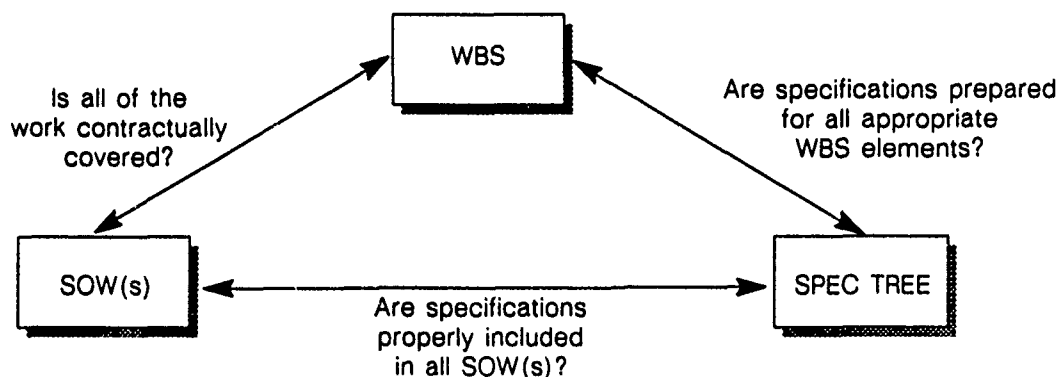 WBS
Is all of the
work contractually
covered?
Are specifications prepared
for all appropriate
WBS elements?
SOW(s)
SPEC TREE
Are specifications
properly included
in all SOW(s)?